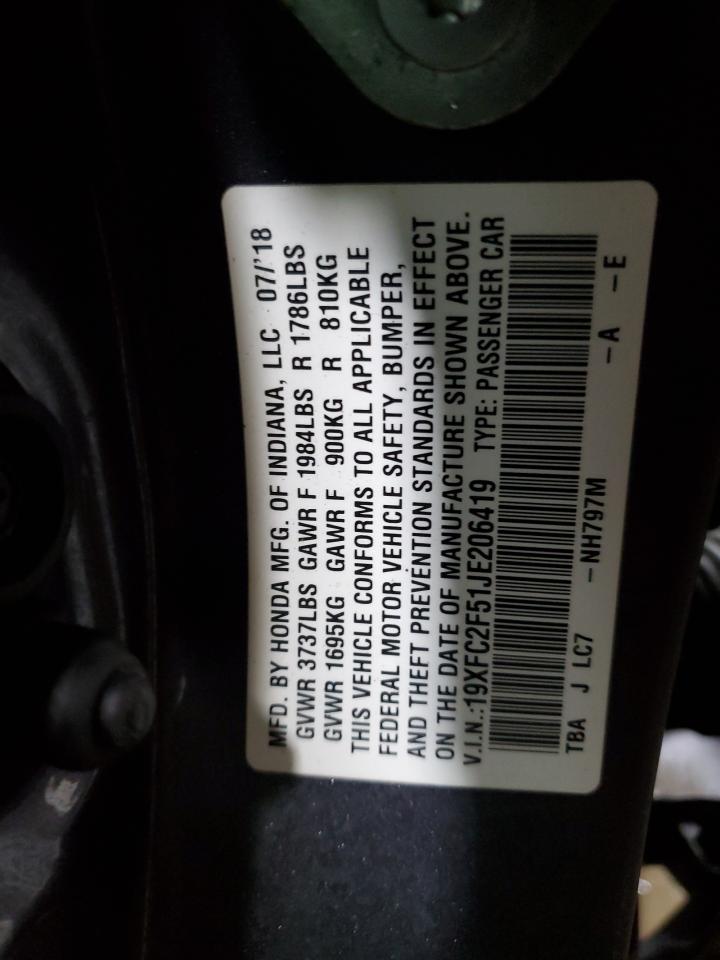 MFD. BY HONDA MFG. OF INDIANA, LLC 07/'18
GVWR 3737LBS GAWR F 1984LBS R 1786LBS
GVWR 1695KG GAWR F 900KG R 810KG
THIS VEHICLE CONFORMS TO ALL APPLICABLE
FEDERAL MOTOR VEHICLE SAFETY, BUMPER,
AND THEFT PREVENTION STANDARDS IN EFFECT
ON THE DATE OF MANUFACTURE SHOWN ABOVE.
V.I.N.:19XFC2F51JE206419 TYPE: PASSENGER CAR
TBA J LC7 -NH797M -A -E